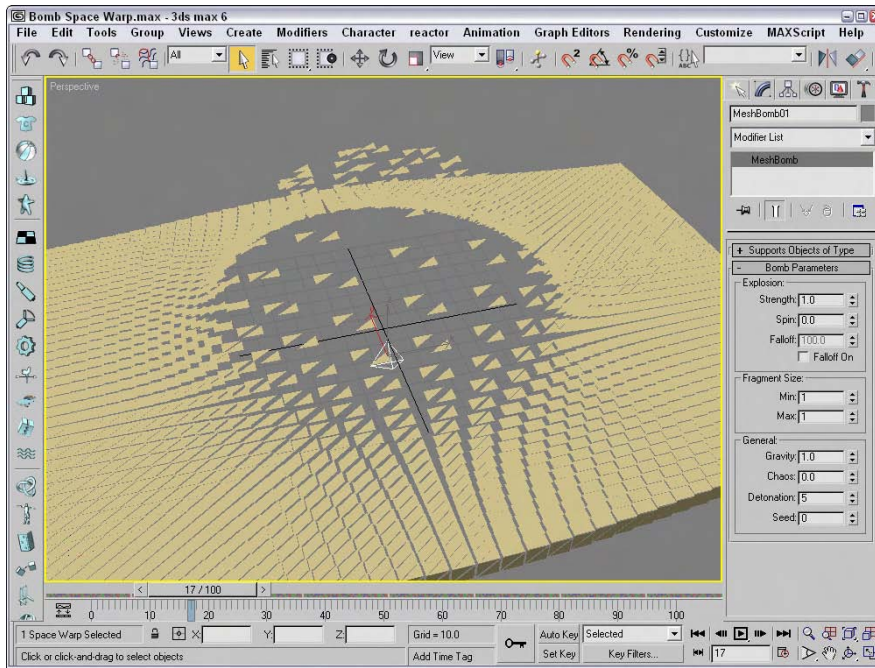 Bomb Space Warp.max - 3ds max 6
File Edit Tools Group Views Create Modifiers Character reactor Animation Graph Editors Rendering Customize MAXScript Help
All
View
Perspective
MeshBomb01
Modifier List
MeshBomb
+ Supports Objects of Type
- Bomb Parameters
Explosion:
Strength: 1.0
Spin: 0.0
Falloff: 100.0
Falloff On
Fragment Size:
Min: 1
Max: 1
General:
Gravity: 1.0
Chaos: 0.0
Detonation: 5
Seed: 0
< 17 / 100 >
0 10 20 30 40 50 60 70 80 90 100
1 Space Warp Selected X: Y: Z: Grid = 10.0 Auto Key Selected
Click or click-and-drag to select objects Add Time Tag Set Key Key Filters... 17